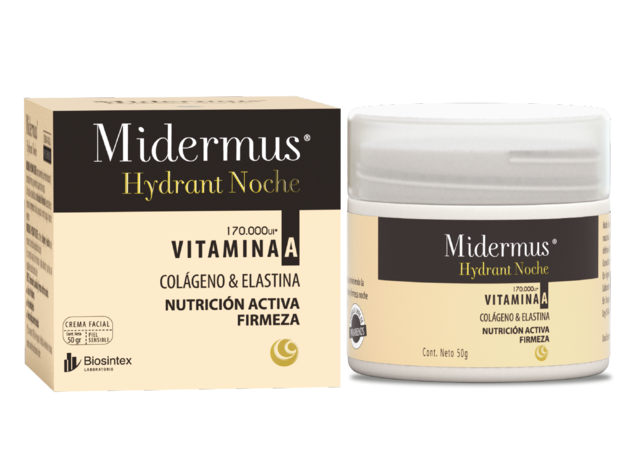 Midermus®
Hydrant Noche
170.000UI*
VITAMINA A
COLÁGENO & ELASTINA
NUTRICIÓN ACTIVA
FIRMEZA
CREMA FACIAL
Cont. Neto
50 gr
PIEL
SENSIBLE
Biosintex
LABORATORIO
Midermus®
Hydrant Noche
170.000UI*
VITAMINA A
COLÁGENO & ELASTINA
NUTRICIÓN ACTIVA
FIRMEZA
PARABENOS
Cont. Neto 50g